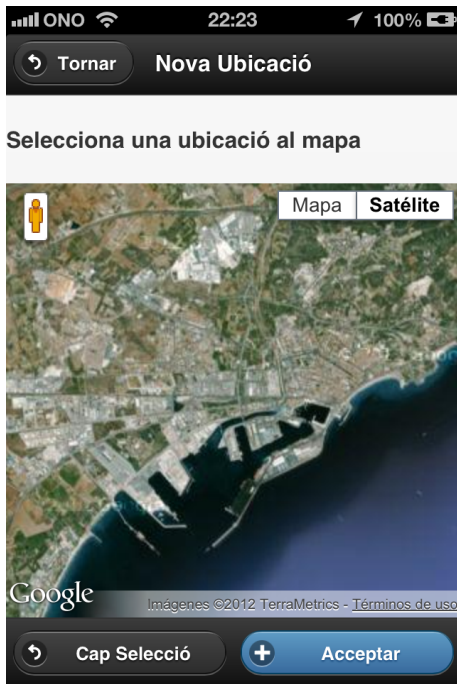 ONO 22:23 100%
Tornar Nova Ubicació
Selecciona una ubicació al mapa
Mapa Satélite
Google
Imágenes ©2012 TerraMetrics - Términos de uso
Cap Selecció Acceptar